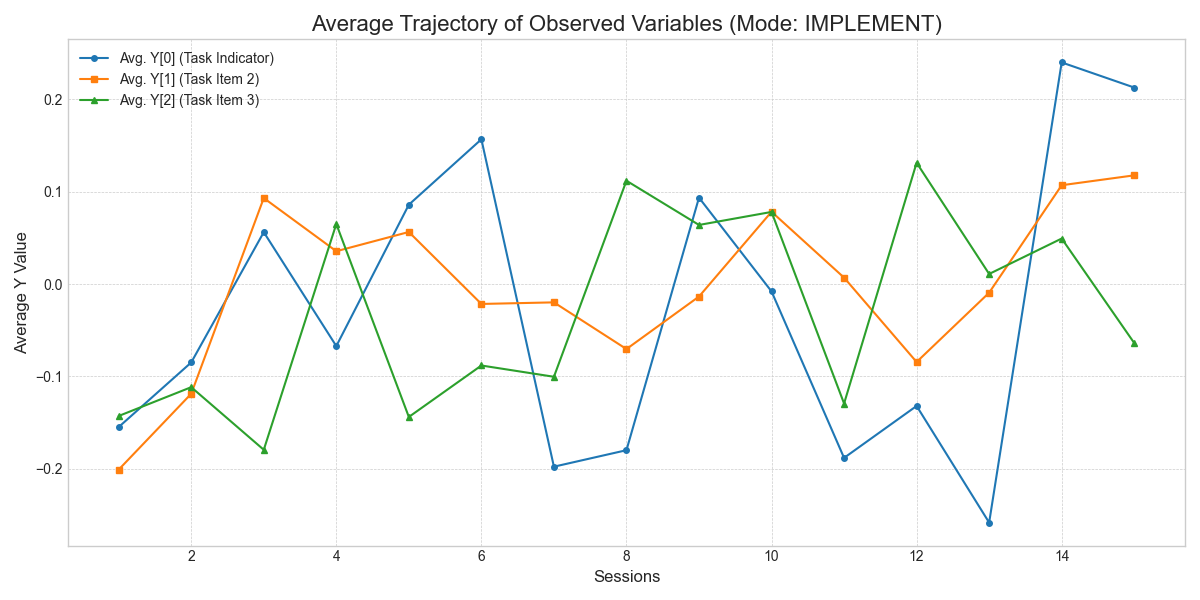 Average Trajectory of Observed Variables (Mode: IMPLEMENT)
Avg. Y[0] (Task Indicator)
Avg. Y[1] (Task Item 2)
Avg. Y[2] (Task Item 3)
Average Y Value
0.2
0.1
0.0
−0.1
−0.2
2 4 6 8 10 12 14
Sessions